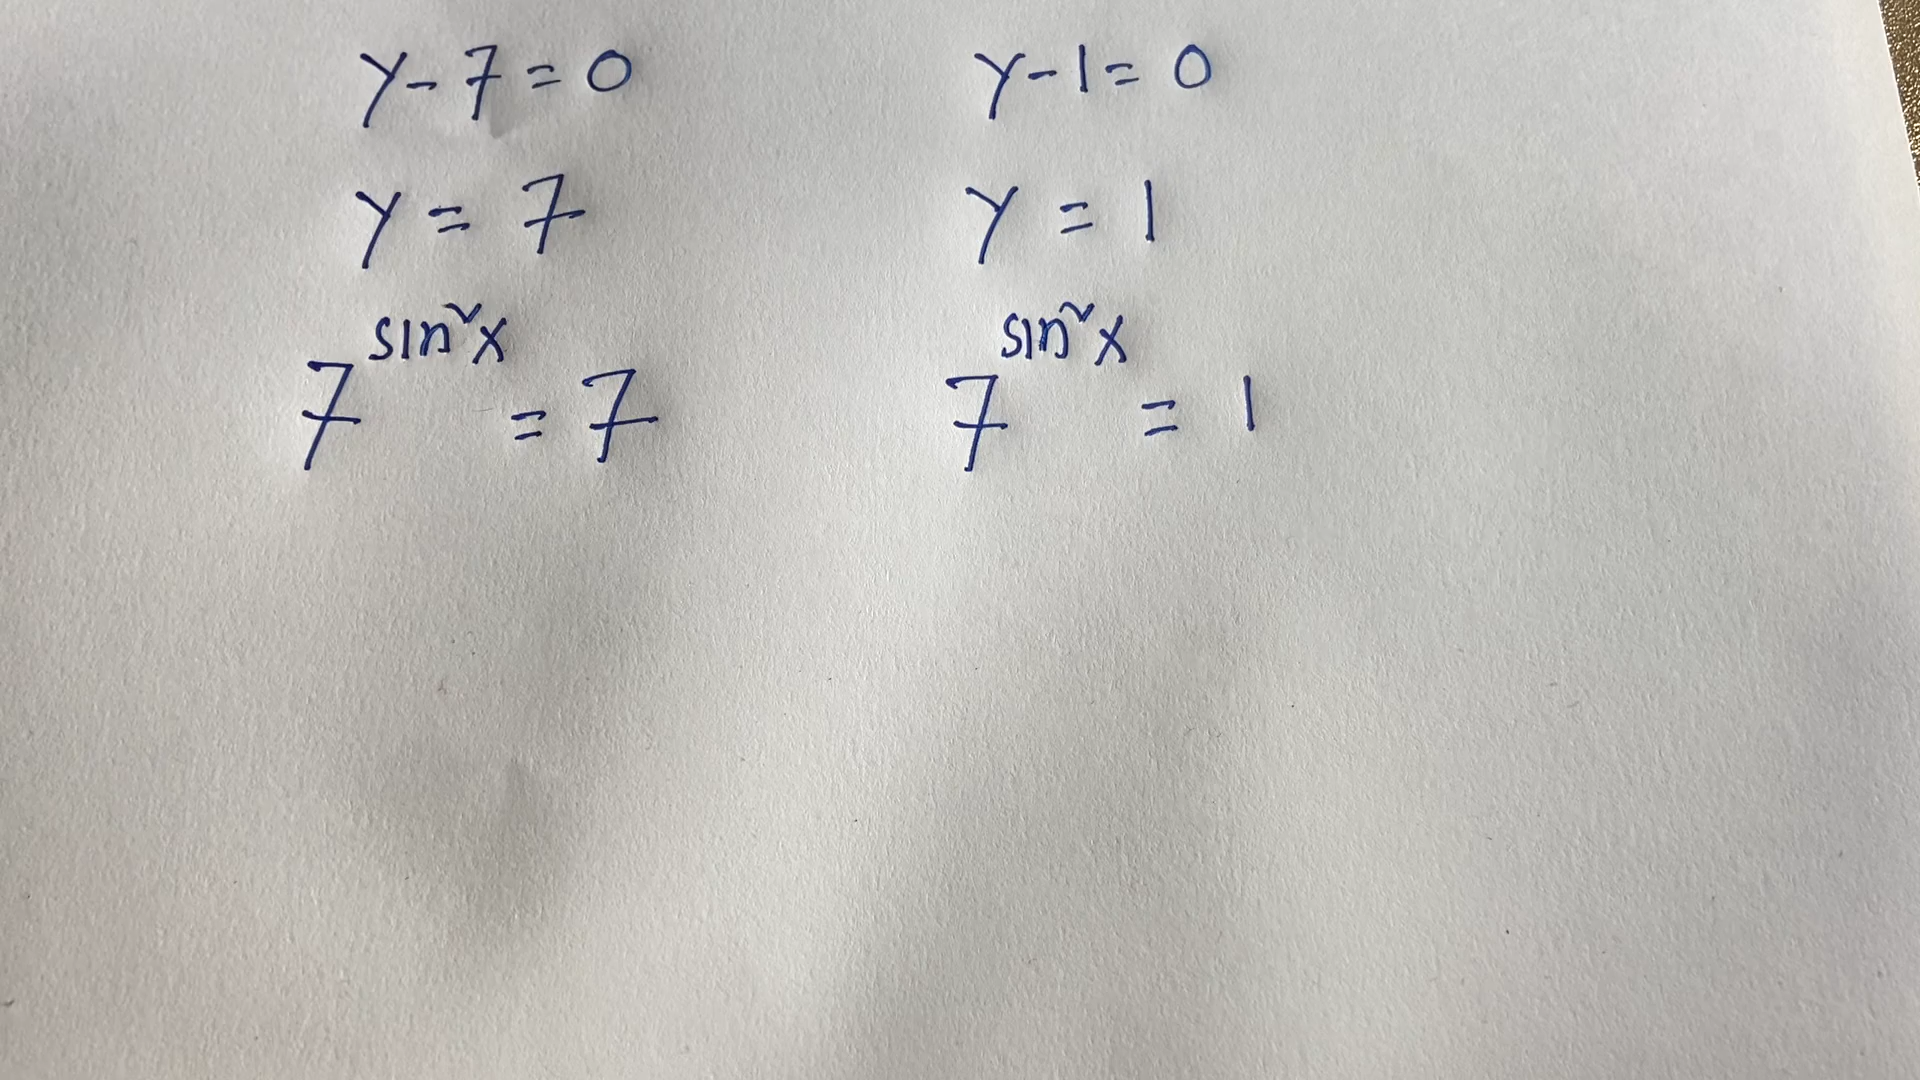 y - 7 = 0    y - 1 = 0
y = 7    y = 1
7^{sin²x} = 7    7^{sin²x} = 1